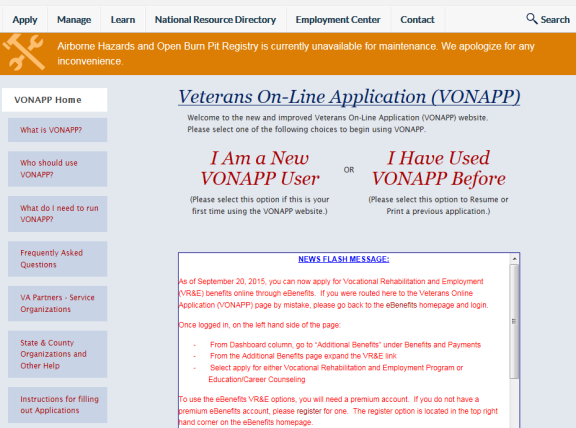 Apply Manage Learn National Resource Directory Employment Center Contact Search
Airborne Hazards and Open Burn Pit Registry is currently unavailable for maintenance. We apologize for any
inconvenience.
VONAPP Home
What is VONAPP?
Who should use
VONAPP?
What do I need to run
VONAPP?
Frequently Asked
Questions
VA Partners - Service
Organizations
State & County
Organizations and
Other Help
Instructions for filling
out Applications
Veterans On-Line Application (VONAPP)
Welcome to the new and improved Veterans On-Line Application (VONAPP) website.
Please select one of the following choices to begin using VONAPP.
I Am a New
VONAPP User
(Please select this option if this is your
first time using the VONAPP website.)
OR
I Have Used
VONAPP Before
(Please select this option to Resume or
Print a previous application.)
NEWS FLASH MESSAGE:
As of September 20, 2015, you can now apply for Vocational Rehabilitation and Employment
(VR&E) benefits online through eBenefits. If you were routed here to the Veterans Online
Application (VONAPP) page by mistake, please go back to the eBenefits homepage and login.
Once logged in, on the left hand side of the page:
- From Dashboard column, go to “Additional Benefits” under Benefits and Payments
- From the Additional Benefits page expand the VR&E link
- Select apply for either Vocational Rehabilitation and Employment Program or
Education/Career Counseling
To use the eBenefits VR&E options, you will need a premium account. If you do not have a
premium eBenefits account, please register for one. The register option is located in the top right
hand corner on the eBenefits homepage.